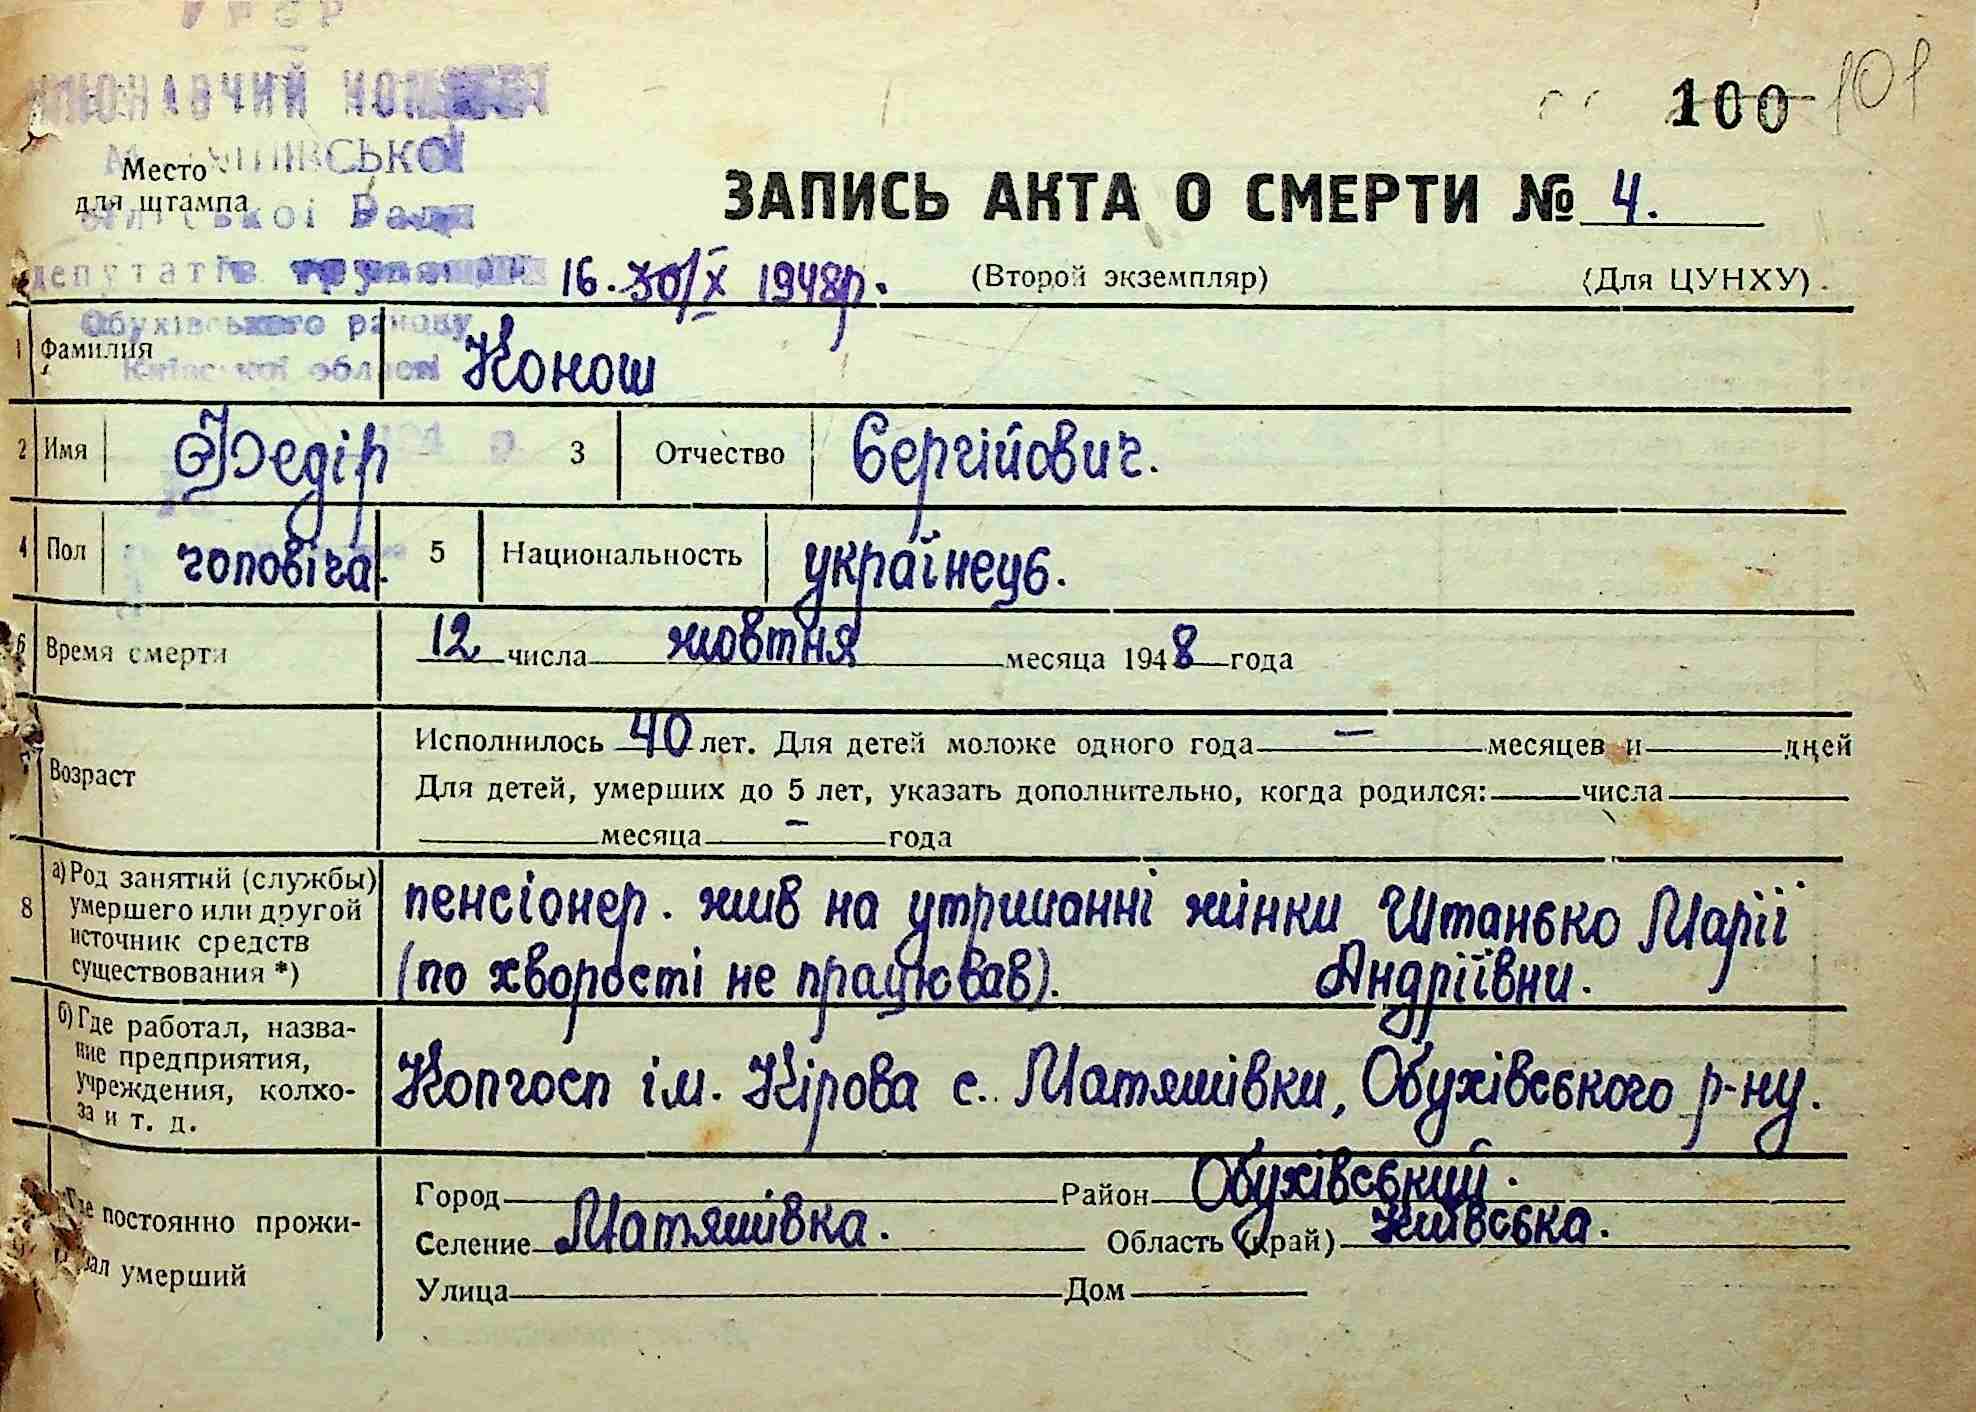 УРСР
ВИКОНАВЧИЙ КОМІТЕТ
100 101
Место
для штампа
Ради
ЗАПИСЬ АКТА О СМЕРТИ № 4.
депутатів трудящих 16. 30/X 1948р. (Второй экземпляр) (Для ЦУНХУ).
Обухівського району
Київської області
1 Фамилия Конош
2 Имя Федір 3 Отчество Сергійович.
4 Пол чоловіча. 5 Национальность українець.
6 Время смерти 12 числа жовтня месяца 1948 года
7 Возраст Исполнилось 40 лет. Для детей моложе одного года — месяцев и дней
Для детей, умерших до 5 лет, указать дополнительно, когда родился: числа
месяца — года
8 а) Род занятий (службы) умершего или другой источник средств существования *)
пенсіонер. жив на утриманні жінки Штанько Марії
(по хворості не працював). Андріївни.
б) Где работал, назва-
ние предприятия,
учреждения, колхо-
за и т. д.
Колгосп ім. Кірова с. Матяшівки, Обухівського р-ну.
Где постоянно прожи-
вал умерший
Город Район Обухівський.
Селение Матяшівка. Область (край) Київська.
Улица Дом